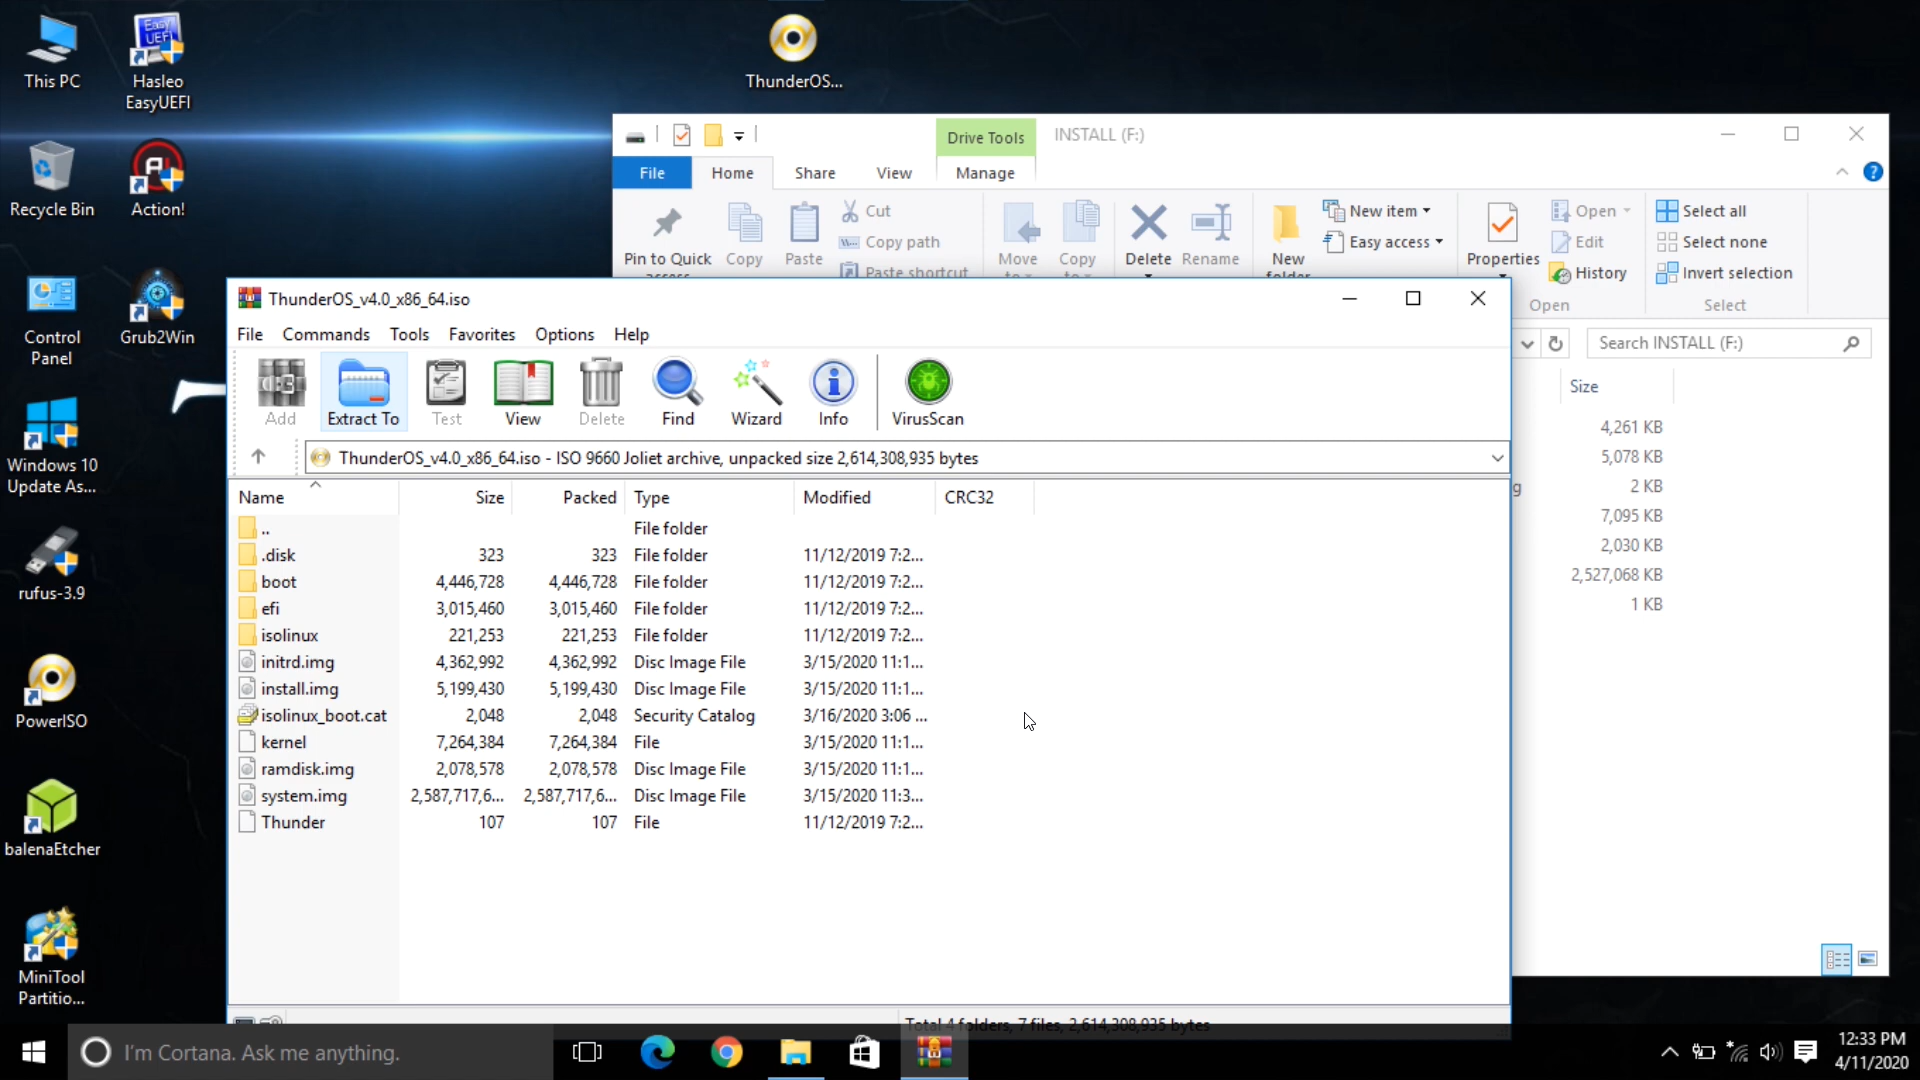 This PC
Easy
UEFI
Hasleo
EasyUEFI
ThunderOS...
Recycle Bin
Action!
Control
Panel
Grub2Win
Windows 10
Update As...
rufus-3.9
PowerISO
balenaEtcher
MiniTool
Partitio...
Drive Tools
INSTALL (F:)
File
Home
Share
View
Manage
Pin to Quick
access
Copy
Paste
Cut
Copy path
Paste shortcut
Move
to
Copy
to
Delete
Rename
New
folder
New item
Easy access
Properties
Open
Edit
History
Open
Select all
Select none
Invert selection
Select
Search INSTALL (F:)
Size
4,261 KB
5,078 KB
g 2 KB
7,095 KB
2,030 KB
2,527,068 KB
1 KB
ThunderOS_v4.0_x86_64.iso
File Commands Tools Favorites Options Help
Add Extract To Test View Delete Find Wizard Info VirusScan
ThunderOS_v4.0_x86_64.iso - ISO 9660 Joliet archive, unpacked size 2,614,308,935 bytes
Name Size Packed Type Modified CRC32
.. File folder
.disk 323 323 File folder 11/12/2019 7:2...
boot 4,446,728 4,446,728 File folder 11/12/2019 7:2...
efi 3,015,460 3,015,460 File folder 11/12/2019 7:2...
isolinux 221,253 221,253 File folder 11/12/2019 7:2...
initrd.img 4,362,992 4,362,992 Disc Image File 3/15/2020 11:1...
install.img 5,199,430 5,199,430 Disc Image File 3/15/2020 11:1...
isolinux_boot.cat 2,048 2,048 Security Catalog 3/16/2020 3:06 ...
kernel 7,264,384 7,264,384 File 3/15/2020 11:1...
ramdisk.img 2,078,578 2,078,578 Disc Image File 3/15/2020 11:1...
system.img 2,587,717,6... 2,587,717,6... Disc Image File 3/15/2020 11:3...
Thunder 107 107 File 11/12/2019 7:2...
Total 4 folders, 7 files, 2,614,308,935 bytes
I'm Cortana. Ask me anything.
12:33 PM
4/11/2020